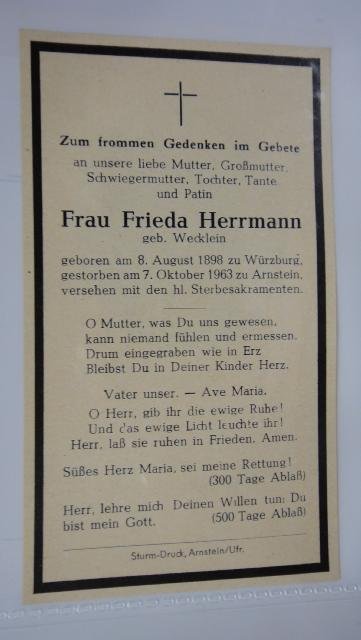 Zum frommen Gedenken im Gebete
an unsere liebe Mutter, Großmutter,
Schwiegermutter, Tochter, Tante
und Patin
Frau Frieda Herrmann
geb. Wecklein
geboren am 8. August 1898 zu Würzburg,
gestorben am 7. Oktober 1963 zu Arnstein,
versehen mit den hl. Sterbesakramenten.
O Mutter, was Du uns gewesen,
kann niemand fühlen und ermessen.
Drum eingegraben wie in Erz
Bleibst Du in Deiner Kinder Herz.
Vater unser. — Ave Maria.
O Herr, gib ihr die ewige Ruhe!
Und das ewige Licht leuchte ihr!
Herr, laß sie ruhen in Frieden. Amen.
Süßes Herz Maria, sei meine Rettung!
(300 Tage Ablaß)
Herr, lehre mich Deinen Willen tun: Du
bist mein Gott. (500 Tage Ablaß)
Sturm-Druck, Arnstein/Ufr.